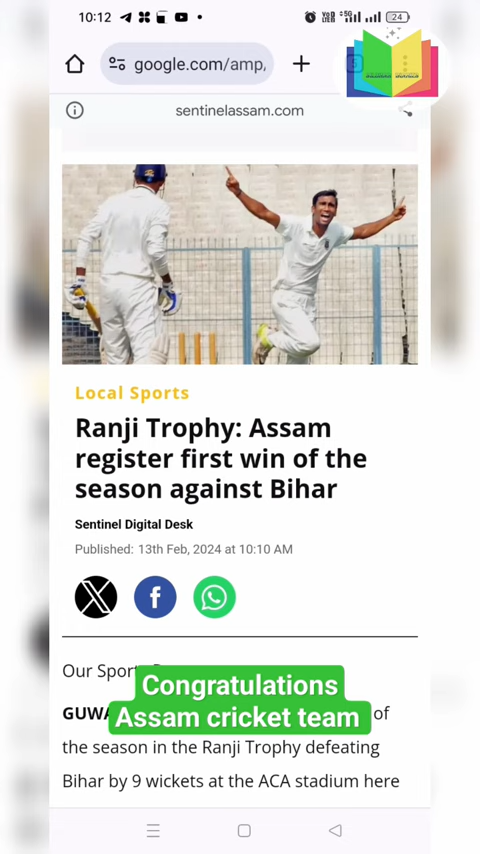 10:12
24
google.com/amp,
sentinelassam.com
Local Sports
Ranji Trophy: Assam
register first win of the
season against Bihar
Sentinel Digital Desk
Published: 13th Feb, 2024 at 10:10 AM
Our Spor
Congratulations
GUWA
Assam cricket team
of
the season in the Ranji Trophy defeating
Bihar by 9 wickets at the ACA stadium here